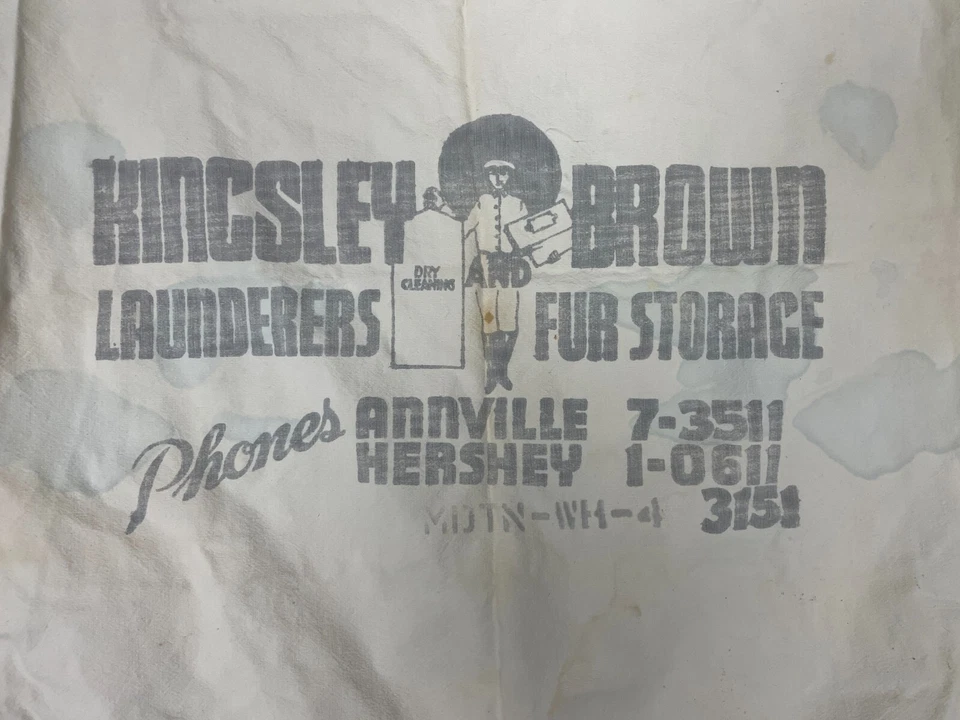 KINGSLEY BROWN
DRY
CLEANING
AND
LAUNDERERS FUR STORAGE
Phones ANNVILLE 7-3511
HERSHEY 1-0611
MDTN-WH-4 3151